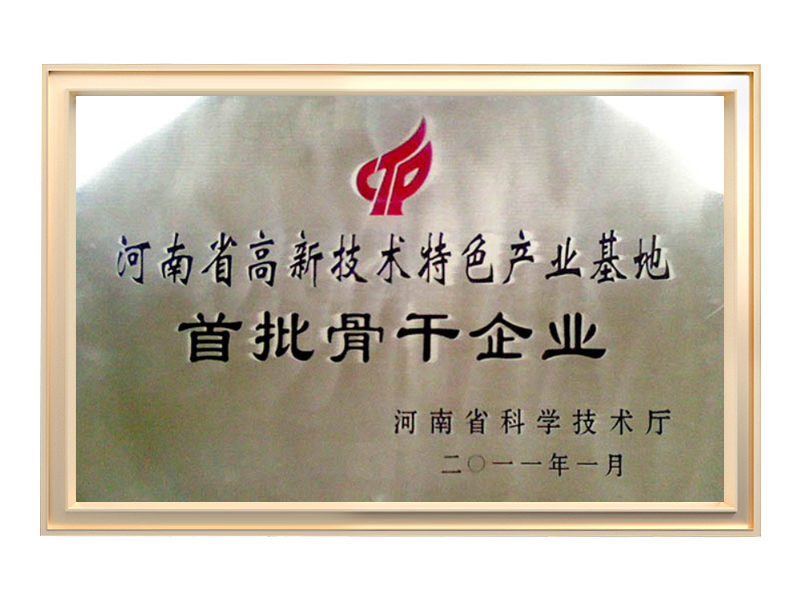 河南省高新技术特色产业基地
首批骨干企业
河南省科学技术厅
二〇一一年一月